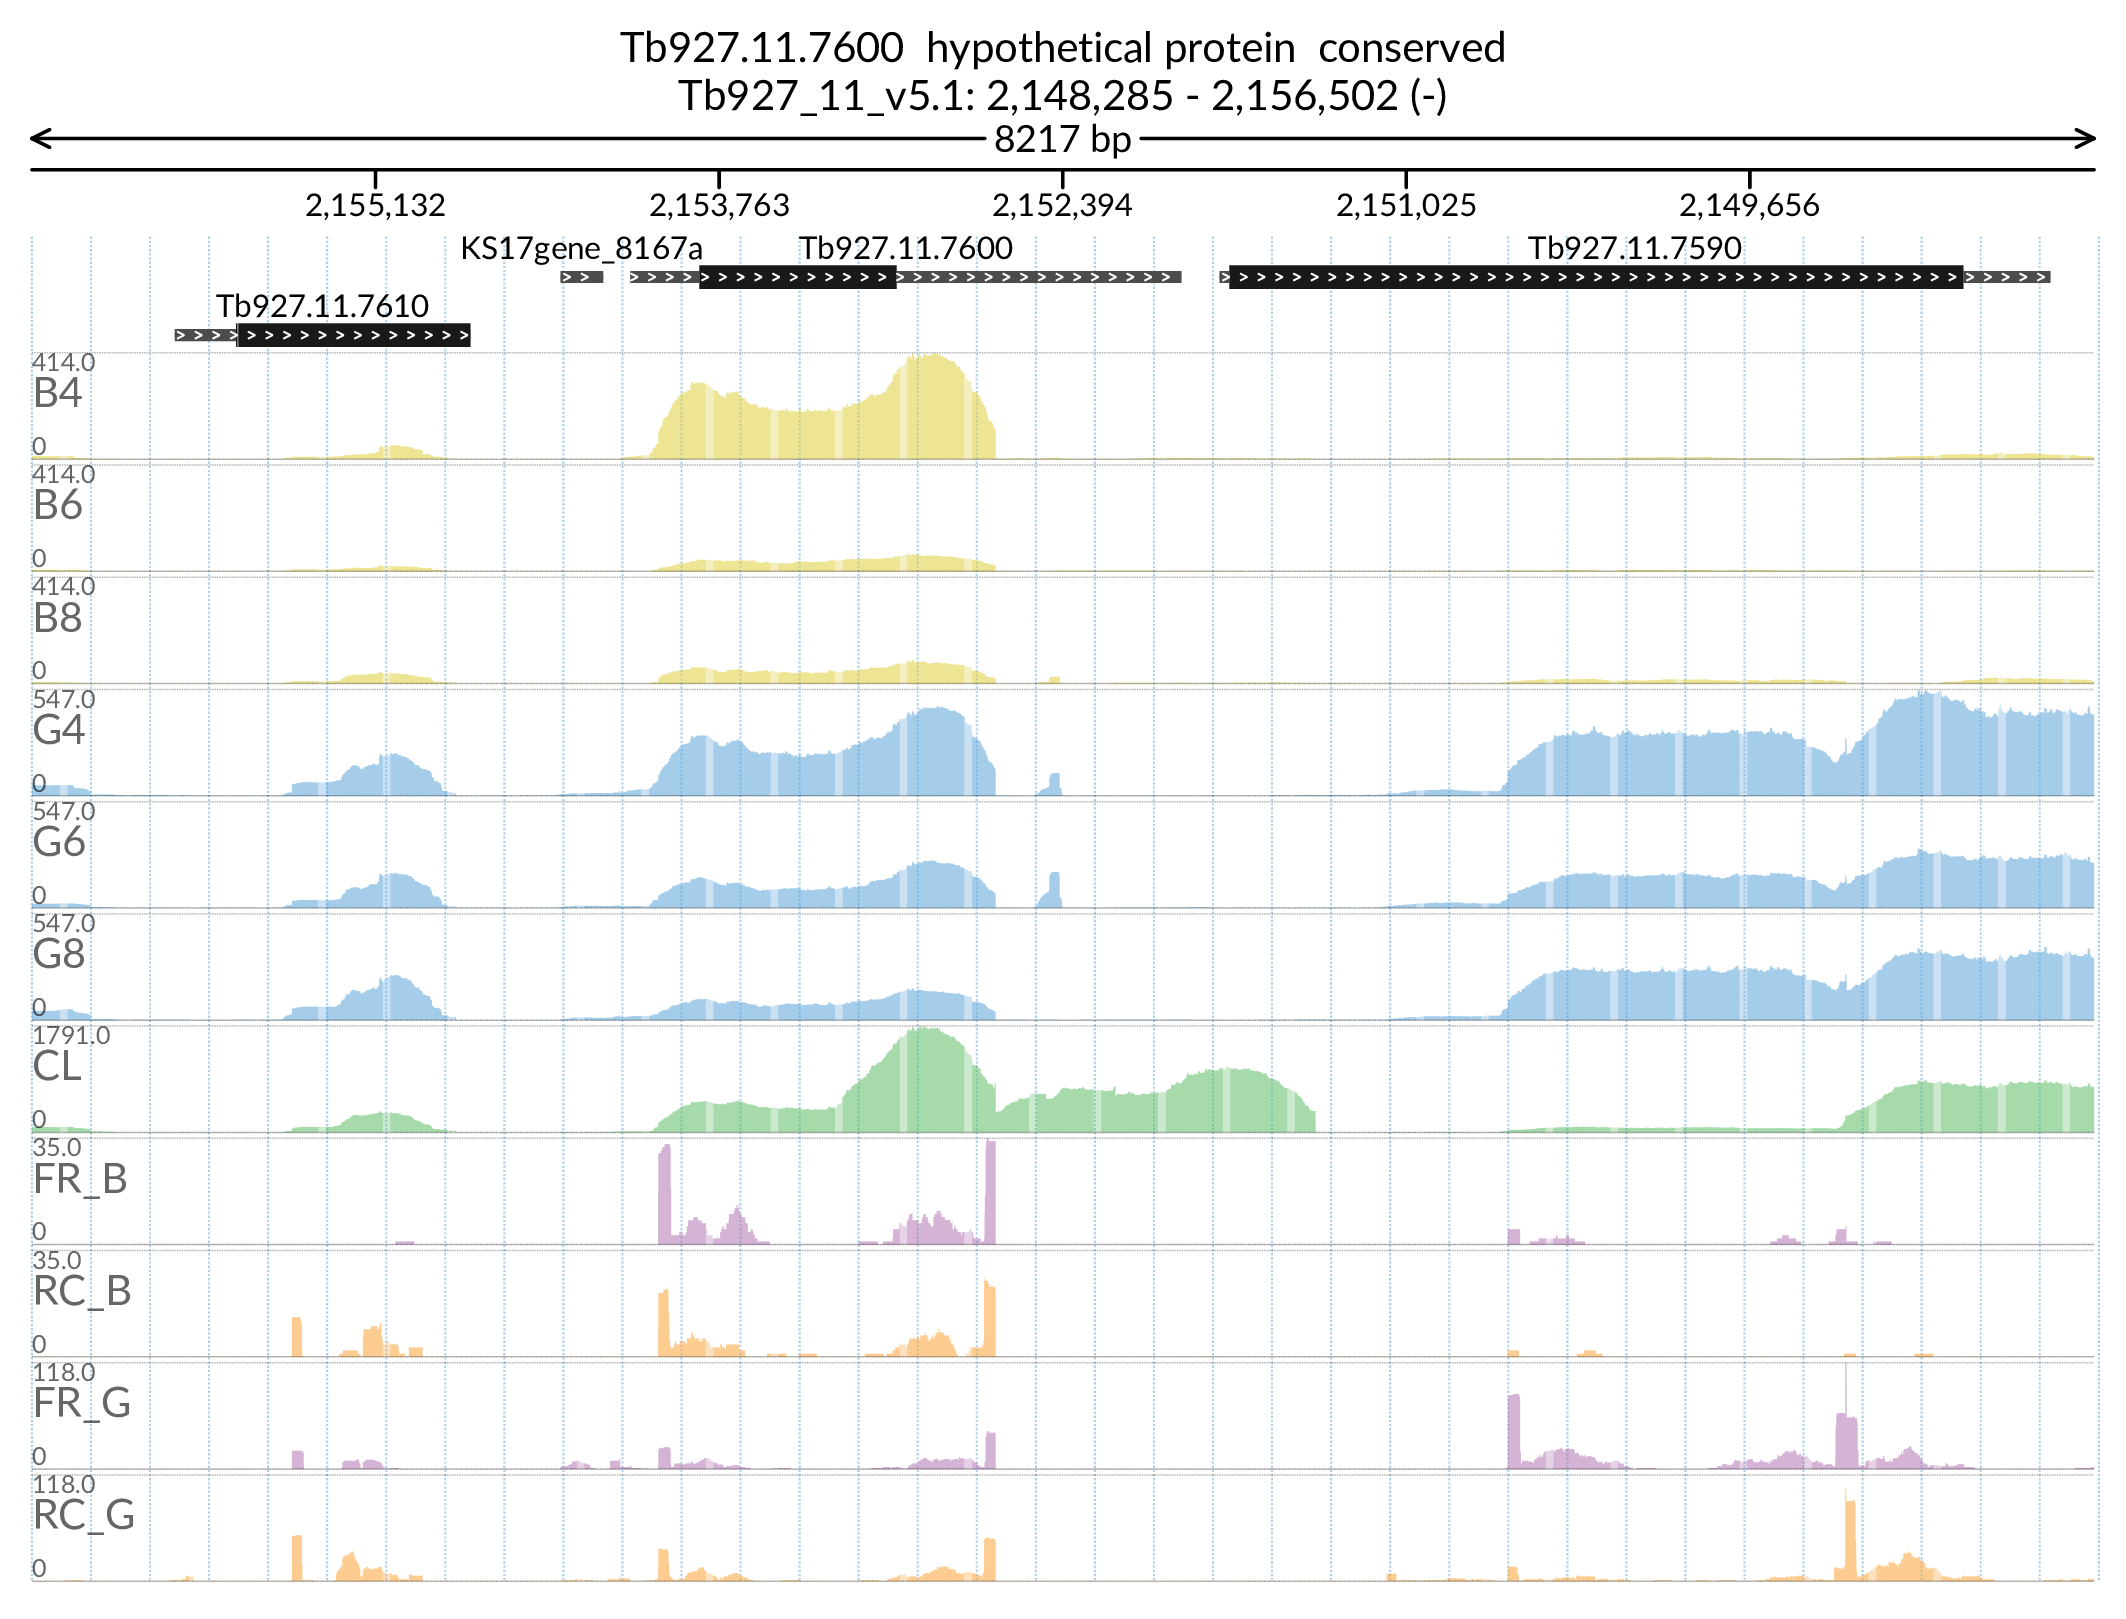 Tb927.11.7600  hypothetical protein  conserved
Tb927_11_v5.1: 2,148,285 - 2,156,502 (-)
8217 bp
2,155,132 2,153,763 2,152,394 2,151,025 2,149,656
KS17gene_8167a Tb927.11.7600 Tb927.11.7590
Tb927.11.7610
414.0
B4
0
414.0
B6
0
414.0
B8
0
547.0
G4
0
547.0
G6
0
547.0
G8
0
1791.0
CL
0
35.0
FR_B
0
35.0
RC_B
0
118.0
FR_G
0
118.0
RC_G
0